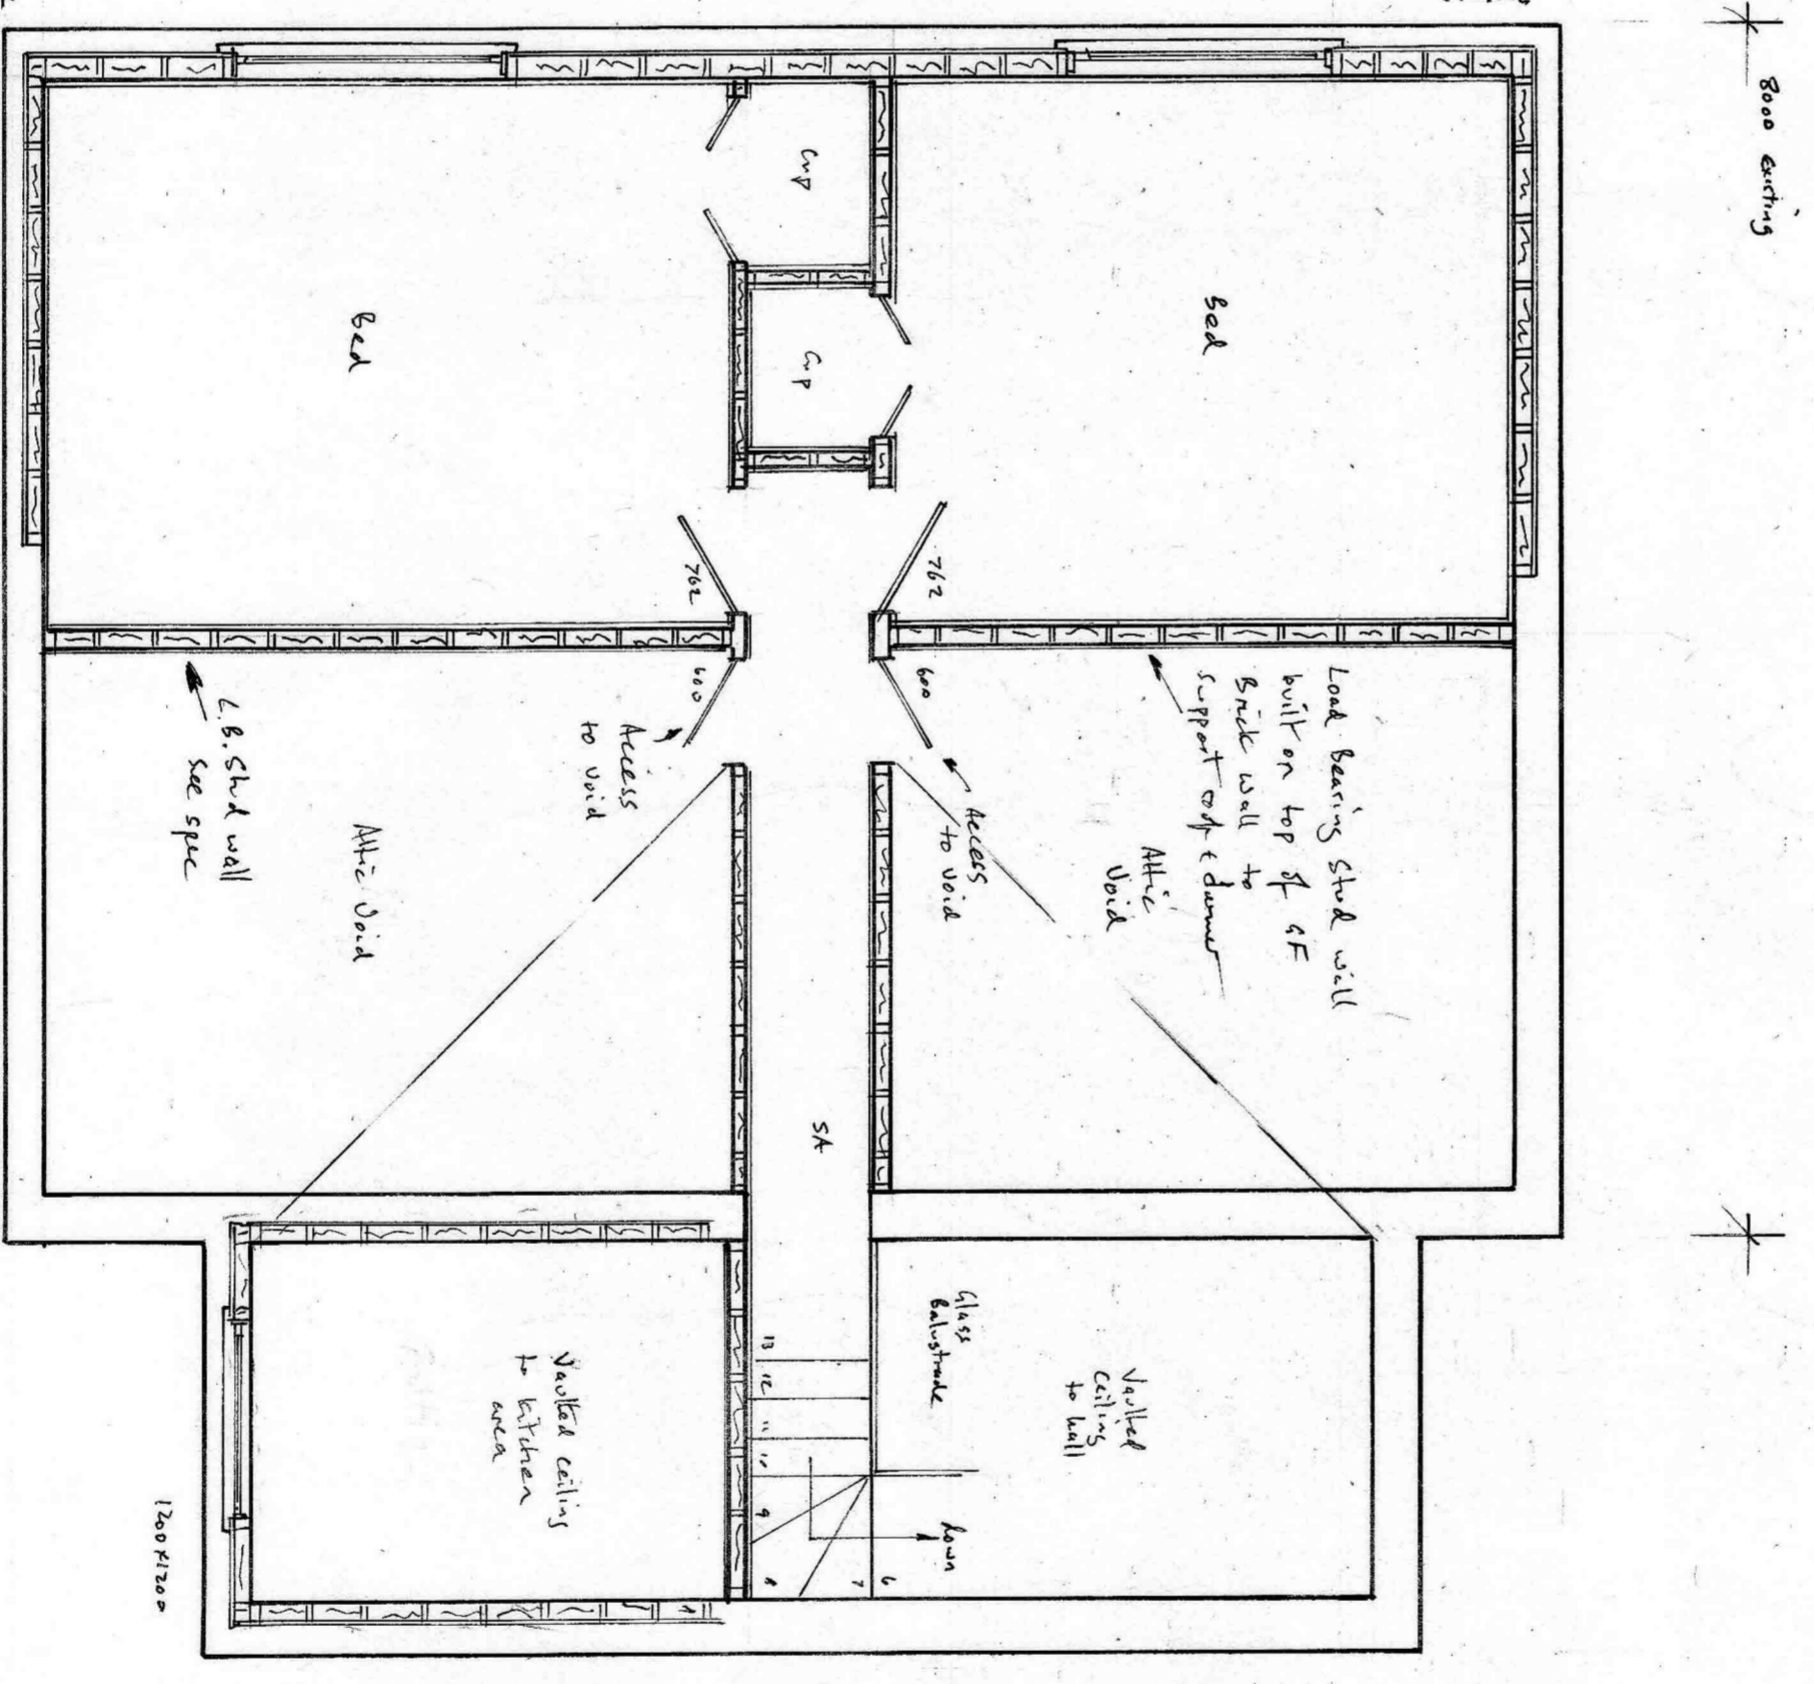 8000 existing
Cup
Cup
Bed
Bed
762
762
600
600
Load Bearing Stud wall
built on top of GF
Brick wall to
support roof & dormer
L.B. Stud wall
see spec
Access
to void
Access
to void
Attic
Void
Attic Void
SA
Glass
Balustrade
Vaulted
ceiling
to hall
Vaulted ceiling
to kitchen
area
13
12
11
10
9
8
7
6
down
1200x1200